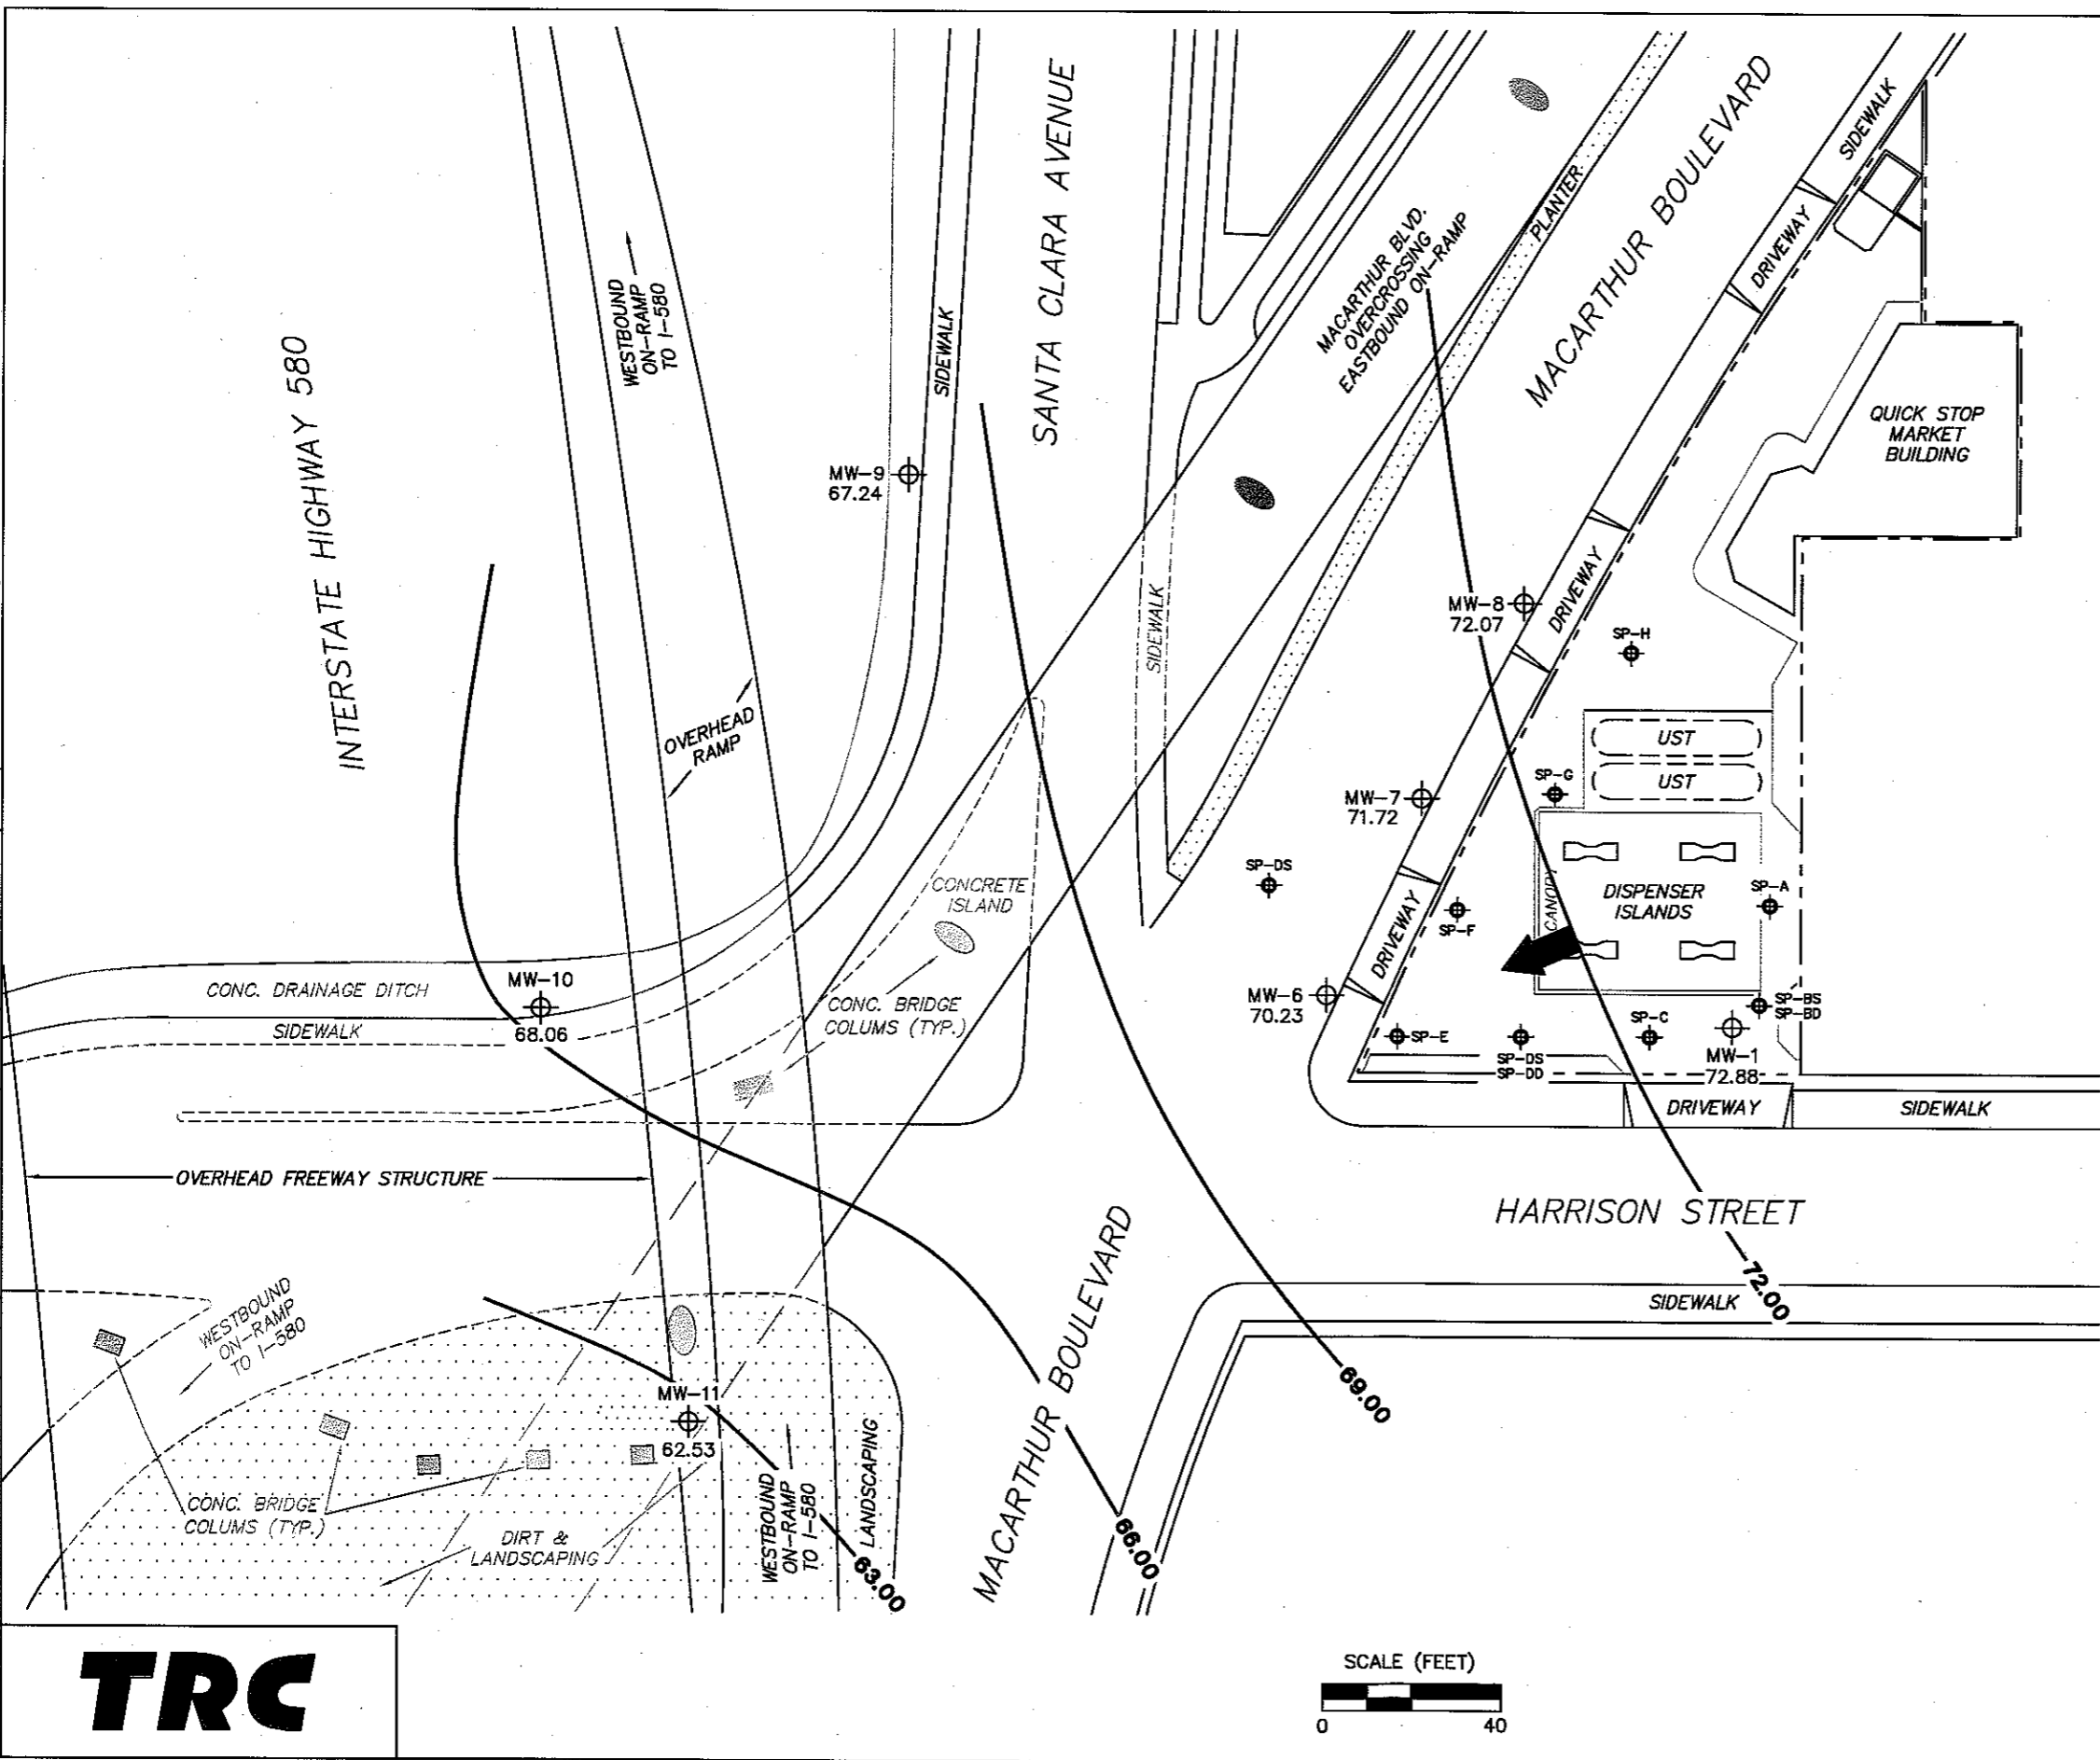 INTERSTATE HIGHWAY 580
WESTBOUND
ON-RAMP
TO I-580
SIDEWALK
SANTA CLARA AVENUE
MACARTHUR BLVD.
OVERCROSSING
EASTBOUND ON-RAMP
PLANTER
MACARTHUR BOULEVARD
SIDEWALK
DRIVEWAY
QUICK STOP
MARKET
BUILDING
MW-9
67.24
SIDEWALK
MW-8
72.07
DRIVEWAY
SP-H
OVERHEAD
RAMP
UST
UST
SP-G
MW-7
71.72
SP-DS
CONCRETE
ISLAND
DRIVEWAY
SP-F
CANOPY
DISPENSER
ISLANDS
SP-A
MW-10
68.06
CONC. DRAINAGE DITCH
SIDEWALK
CONC. BRIDGE
COLUMS (TYP.)
MW-6
70.23
SP-E
SP-DS
SP-DD
SP-C
SP-BS
SP-BD
MW-1
72.88
DRIVEWAY
SIDEWALK
OVERHEAD FREEWAY STRUCTURE
HARRISON STREET
72.00
SIDEWALK
WESTBOUND
ON-RAMP
TO I-580
MACARTHUR BOULEVARD
69.00
MW-11
62.53
CONC. BRIDGE
COLUMS (TYP.)
DIRT &
LANDSCAPING
WESTBOUND
ON-RAMP
TO I-580
LANDSCAPING
63.00
66.00
TRC
SCALE (FEET)
0
40